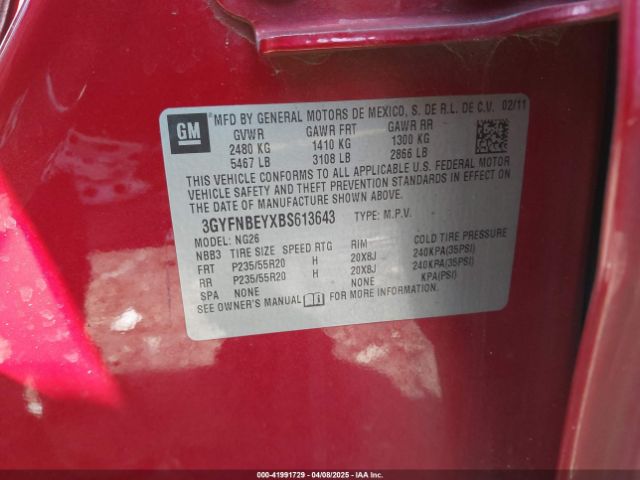 GM
MFD BY GENERAL MOTORS DE MEXICO, S. DE R.L. DE C.V. 02/11
GVWR GAWR FRT GAWR RR
2480 KG 1410 KG 1300 KG
5467 LB 3108 LB 2866 LB
THIS VEHICLE CONFORMS TO ALL APPLICABLE U.S. FEDERAL MOTOR
VEHICLE SAFETY AND THEFT PREVENTION STANDARDS IN EFFECT ON
THE DATE OF MANUFACTURE SHOWN ABOVE.
3GYFNBEYXBS613643 TYPE: M.P.V.
MODEL: NG26
NBB3 TIRE SIZE SPEED RTG RIM COLD TIRE PRESSURE
FRT P235/55R20 H 20X8J 240KPA(35PSI)
RR P235/55R20 H 20X8J 240KPA(35PSI)
SPA NONE NONE KPA(PSI)
SEE OWNER'S MANUAL FOR MORE INFORMATION.
000-41991729 - 04/08/2025 - IAAI, Inc.